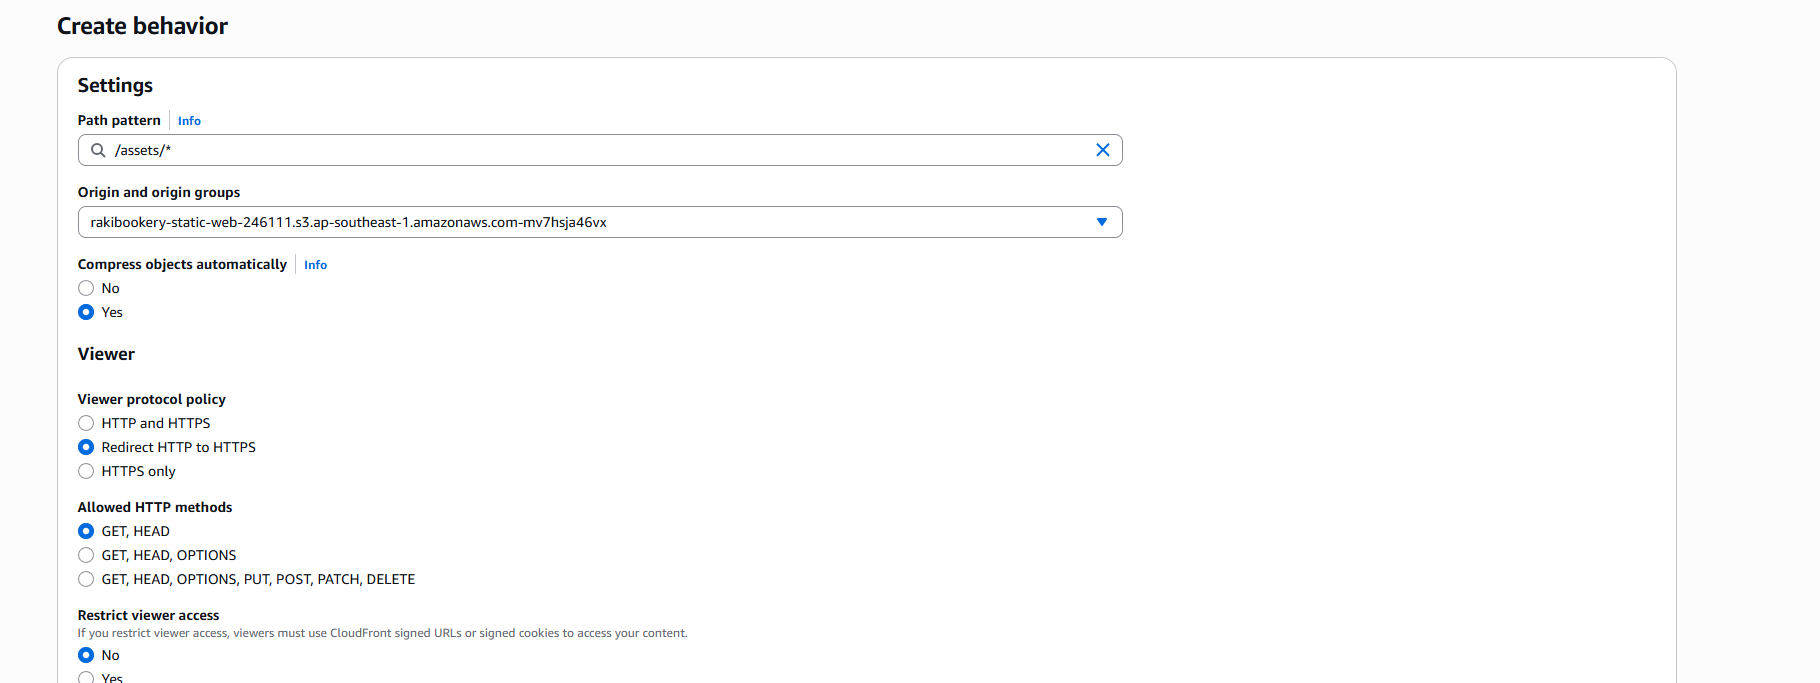 Create behavior
Settings
Path pattern Info
/assets/*
Origin and origin groups
rakibookery-static-web-246111.s3.ap-southeast-1.amazonaws.com-mv7hsja46vx
Compress objects automatically Info
No
Yes
Viewer
Viewer protocol policy
HTTP and HTTPS
Redirect HTTP to HTTPS
HTTPS only
Allowed HTTP methods
GET, HEAD
GET, HEAD, OPTIONS
GET, HEAD, OPTIONS, PUT, POST, PATCH, DELETE
Restrict viewer access
If you restrict viewer access, viewers must use CloudFront signed URLs or signed cookies to access your content.
No
Yes